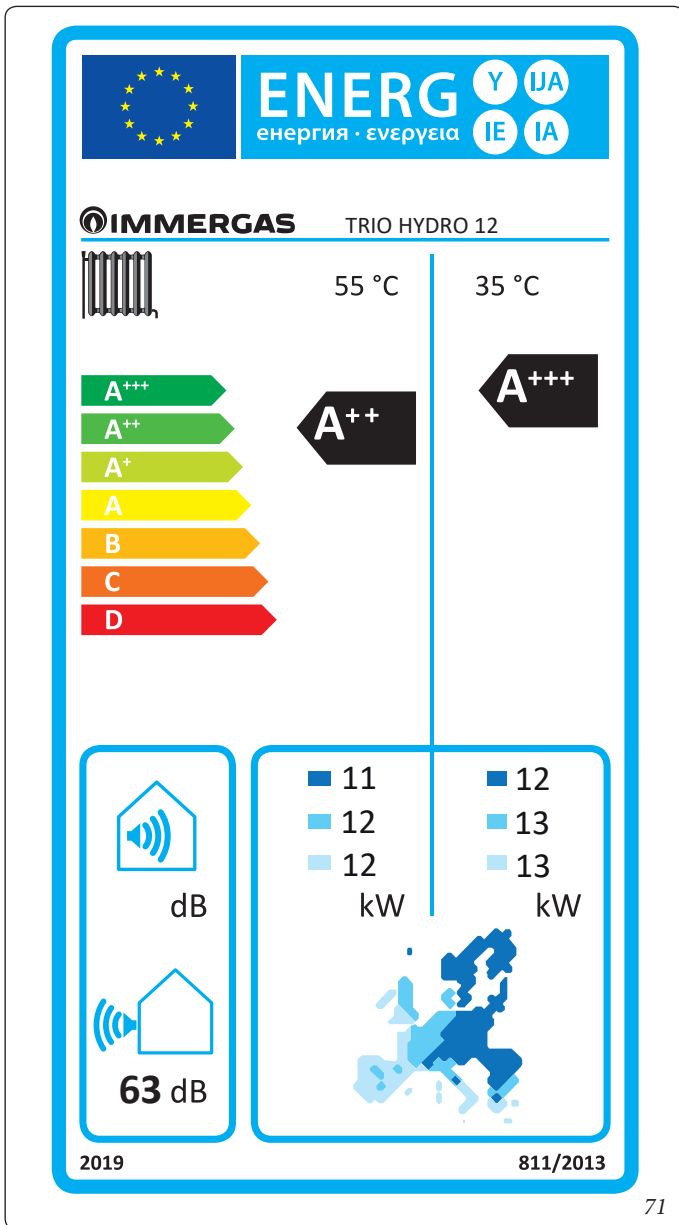 ENERG Y IJA
енергия · ενεργεια IE IA
IMMERGAS TRIO HYDRO 12
55 °C 35 °C
A+++
A++
A+
A
B
C
D
A++
A+++
11 12
12 13
12 13
kW kW
dB
63 dB
2019 811/2013
71